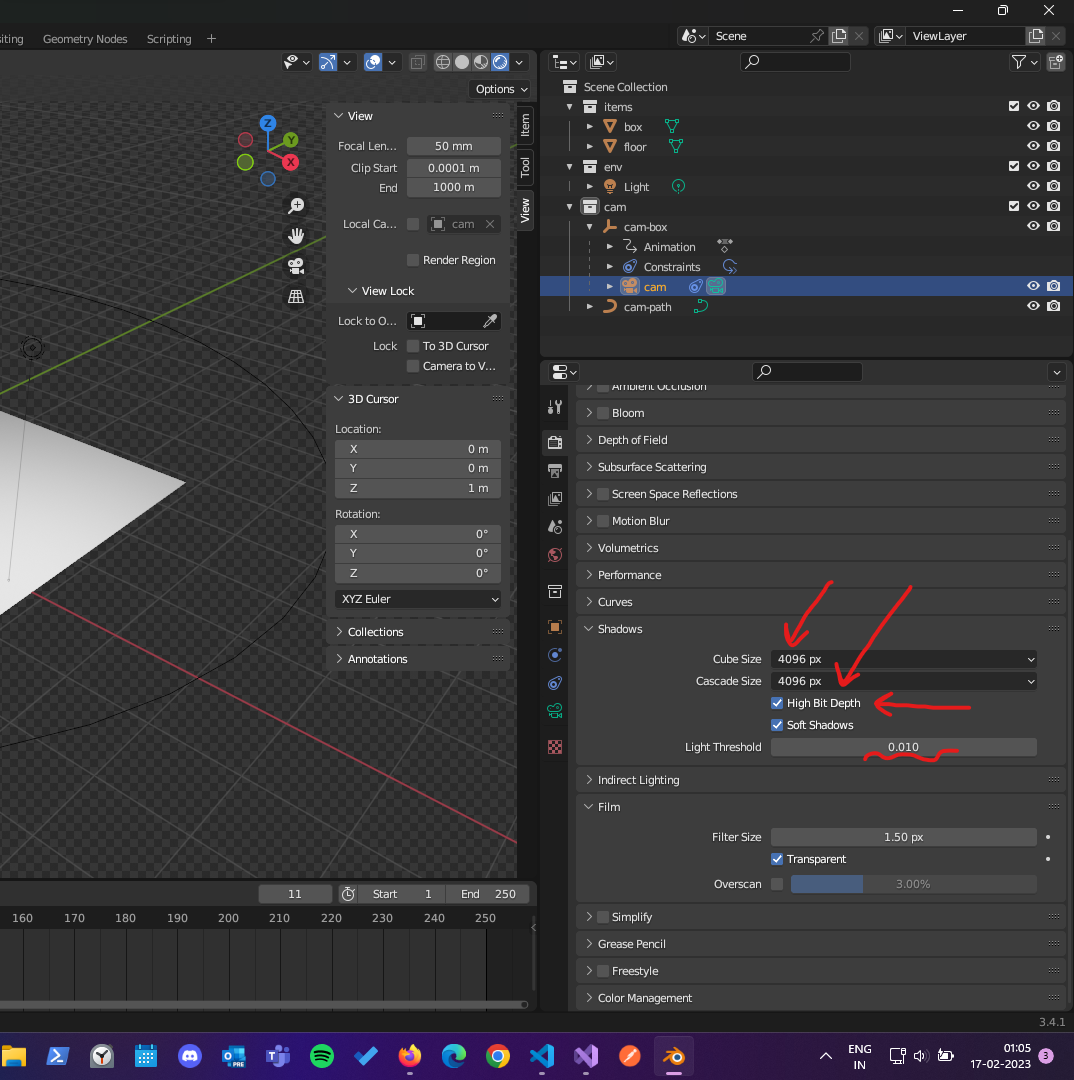 iting Geometry Nodes Scripting + Scene ViewLayer
Options
View
Focal Len... 50 mm
Clip Start 0.0001 m
End 1000 m
Local Ca... cam
Render Region
View Lock
Lock to O...
Lock To 3D Cursor
Camera to V...
3D Cursor
Location:
X 0 m
Y 0 m
Z 1 m
Rotation:
X 0°
Y 0°
Z 0°
XYZ Euler
Collections
Annotations
Item
Tool
View
Z
Y
X
Scene Collection
items
box
floor
env
Light
cam
cam-box
Animation
Constraints
cam
cam-path
Ambient Occlusion
Bloom
Depth of Field
Subsurface Scattering
Screen Space Reflections
Motion Blur
Volumetrics
Performance
Curves
Shadows
Cube Size 4096 px
Cascade Size 4096 px
High Bit Depth
Soft Shadows
Light Threshold 0.010
Indirect Lighting
Film
Filter Size 1.50 px
Transparent
Overscan 3.00%
Simplify
Grease Pencil
Freestyle
Color Management
11 Start 1 End 250
160 170 180 190 200 210 220 230 240 250
3.4.1
PRE
ENG
IN
01:05
17-02-2023
3